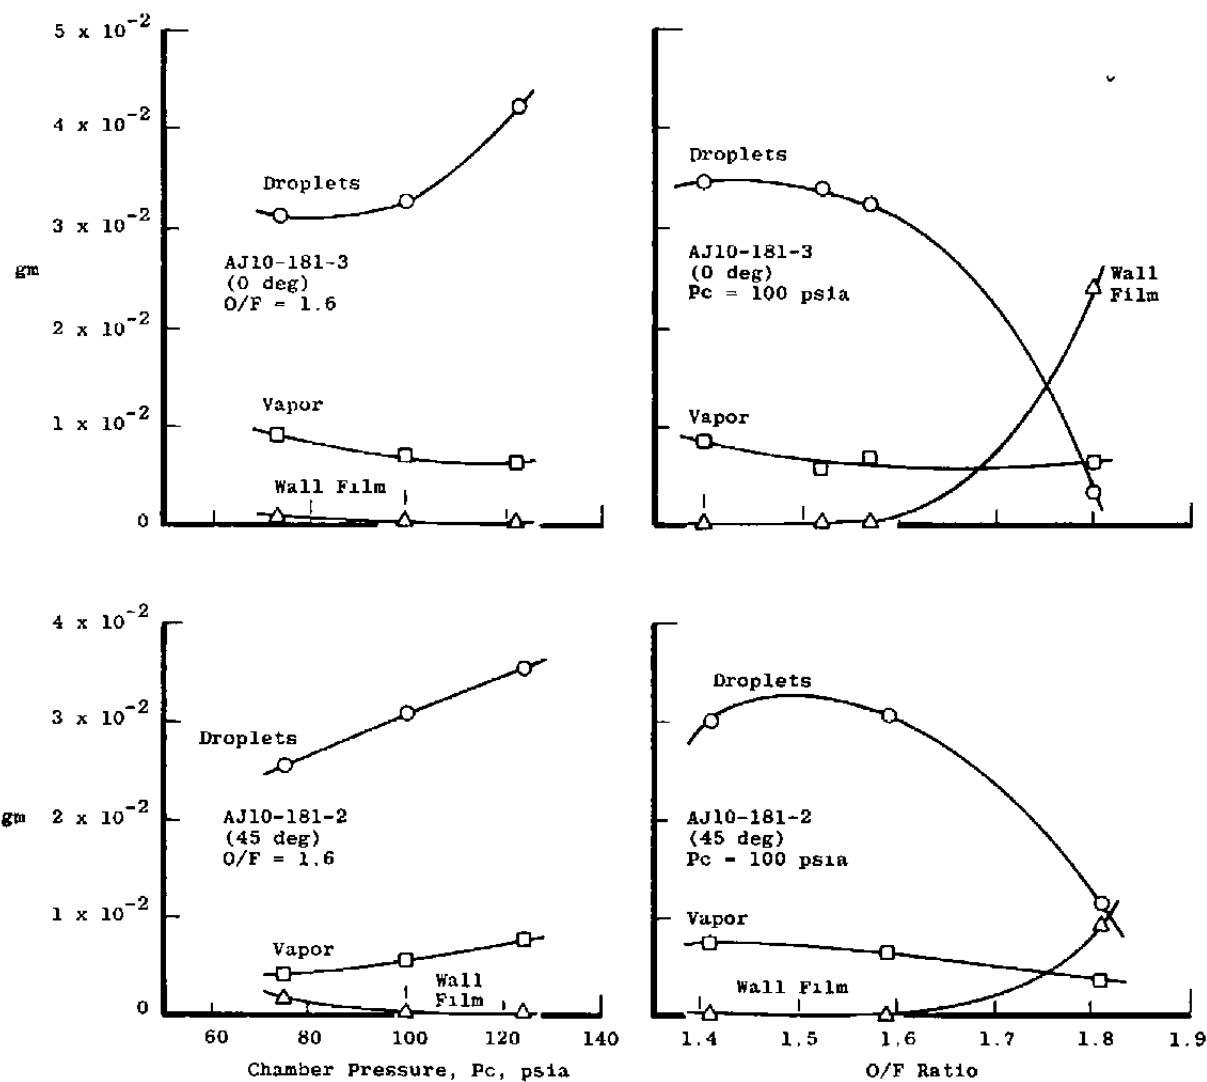 5 x 10-2
4 x 10-2
3 x 10-2
gm
2 x 10-2
1 x 10-2
0
Droplets
AJ10-181-3
(0 deg)
O/F = 1.6
Vapor
Wall Film
Droplets
AJ10-181-3
(0 deg)
Pc = 100 psia
Wall
Film
Vapor
4 x 10-2
3 x 10-2
gm 2 x 10-2
1 x 10-2
0
Droplets
AJ10-181-2
(45 deg)
O/F = 1.6
Vapor
Wall
Film
60 80 100 120 140
Chamber Pressure, Pc, psia
Droplets
AJ10-181-2
(45 deg)
Pc - 100 psia
Vapor
Wall Film
1.4 1.5 1.6 1.7 1.8 1.9
O/F Ratio